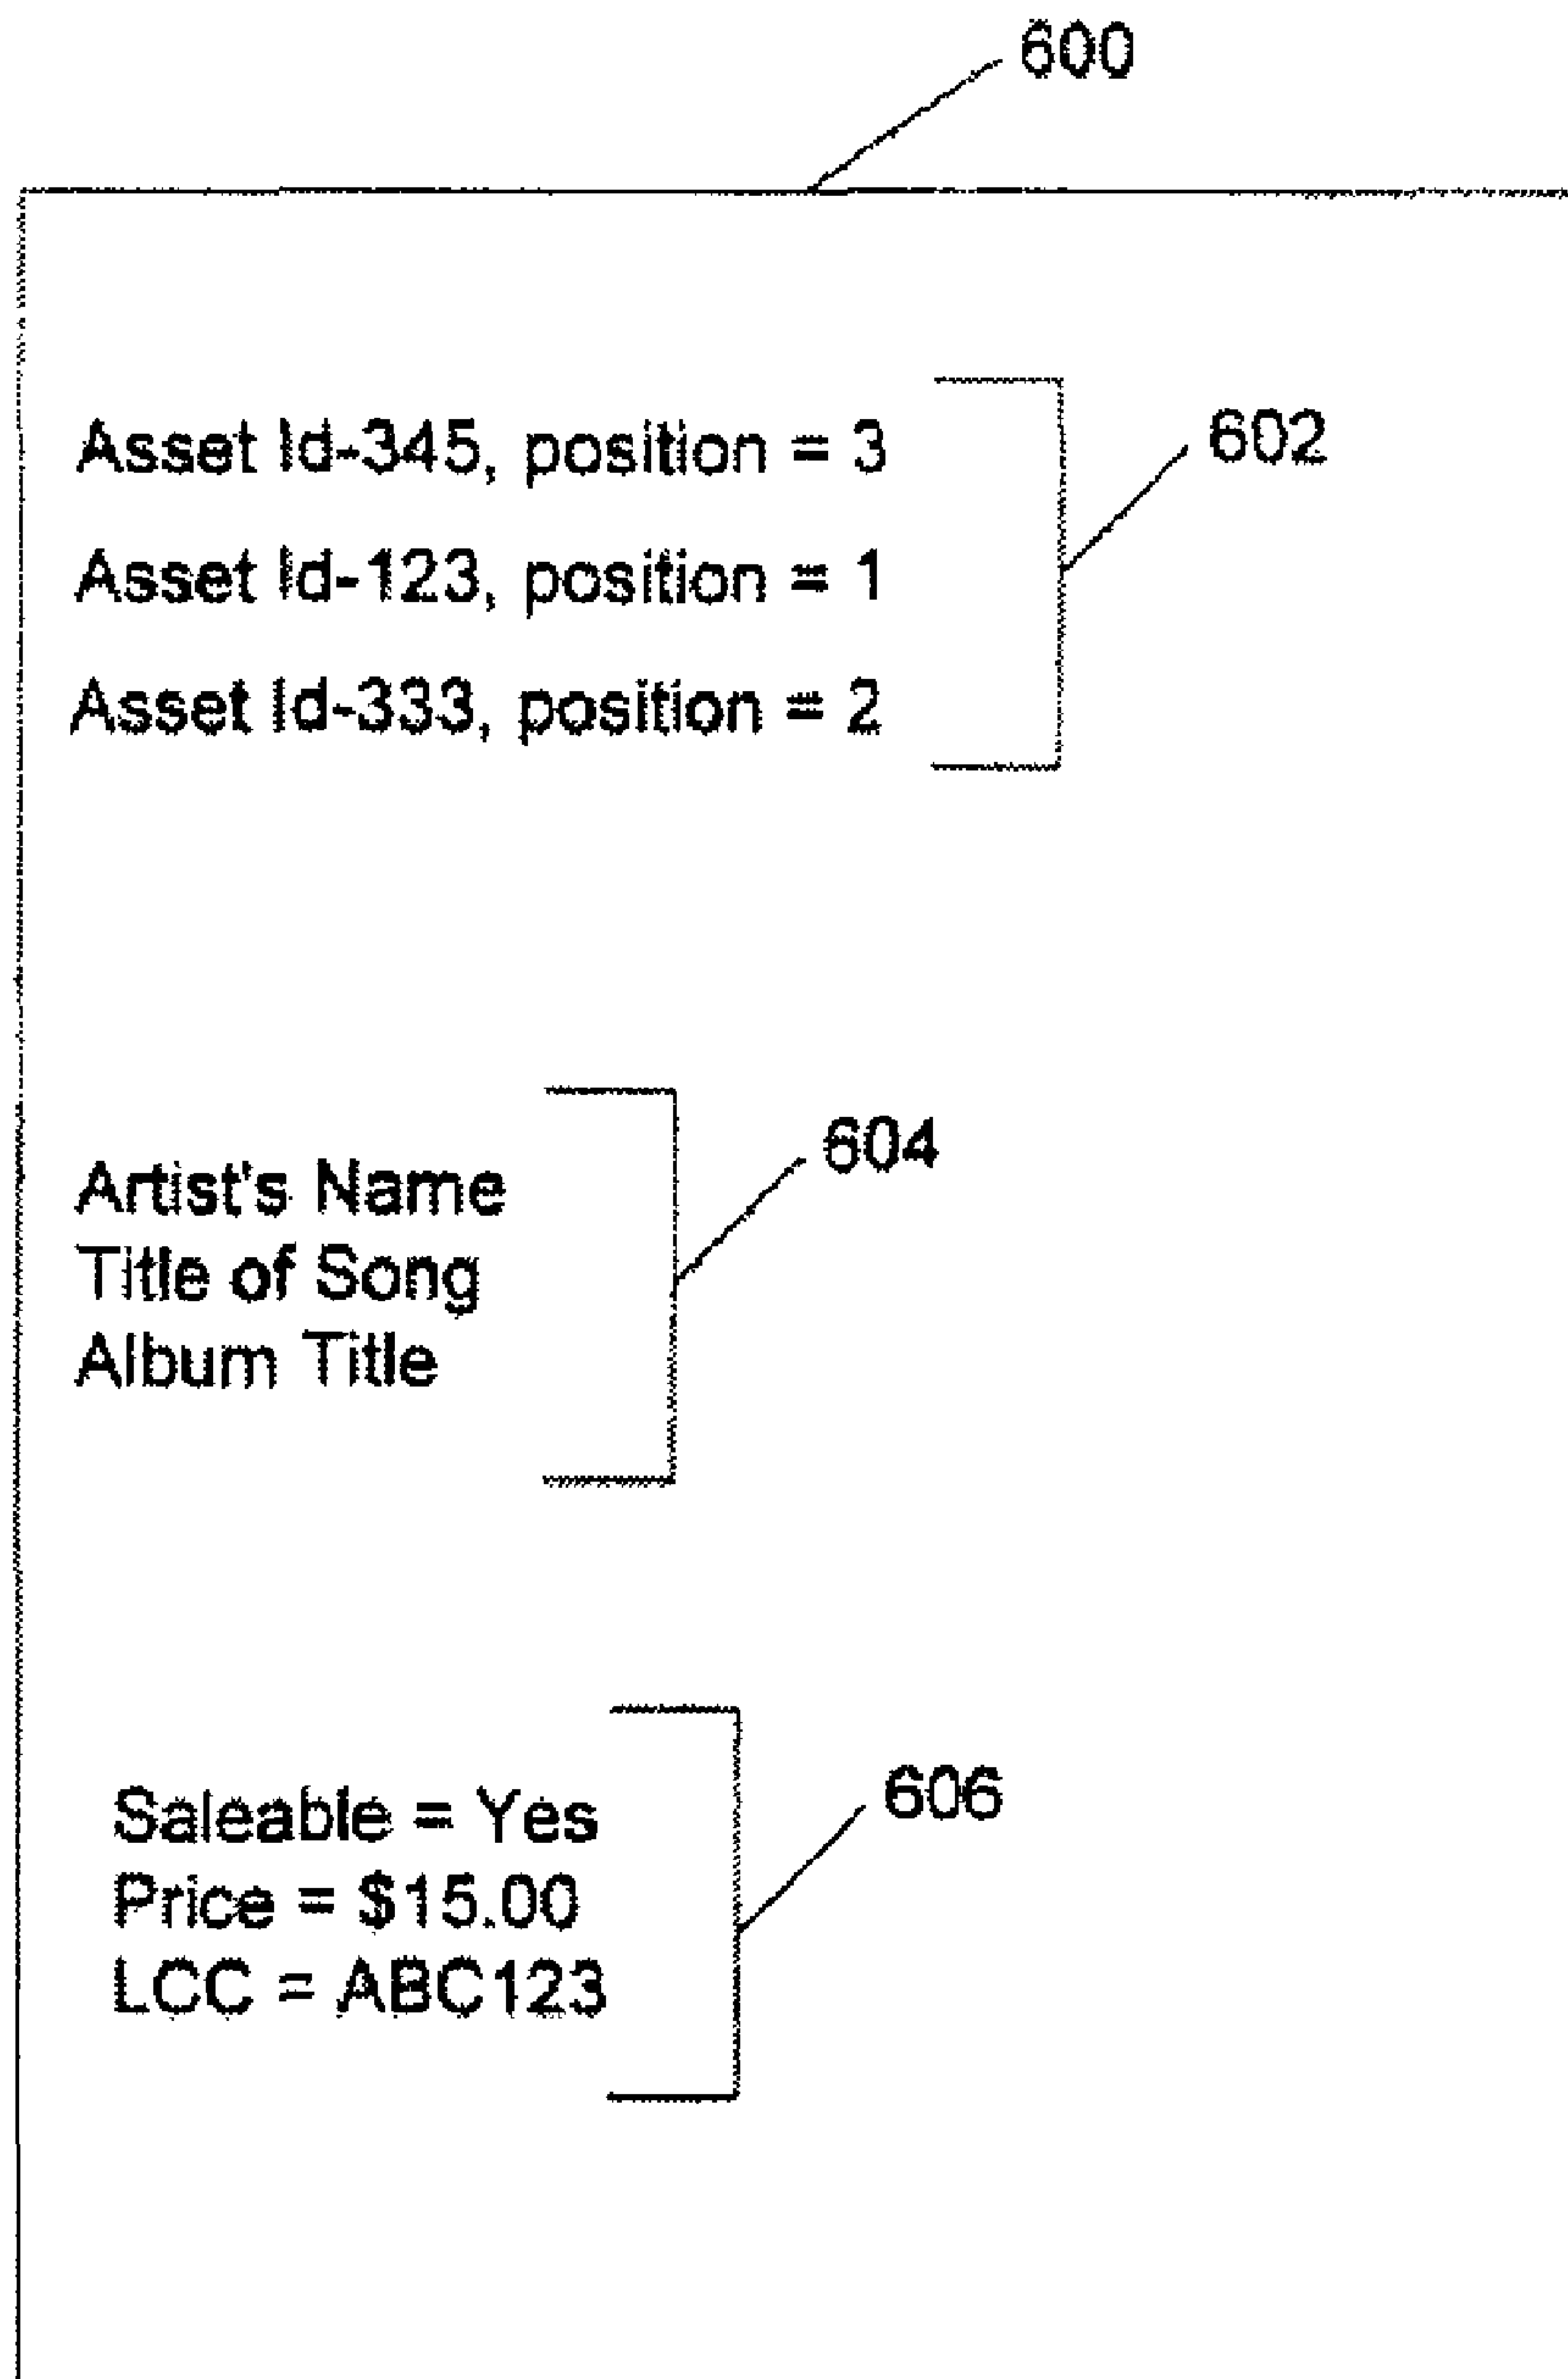 600
Asset Id-345, position = 3
602
Asset Id-123, position = 1
Asset Id-333, position = 2
604
Artist's Name
Title of Song
Album Title
606
Saleable = Yes
Price = $15.00
LCC = ABC123